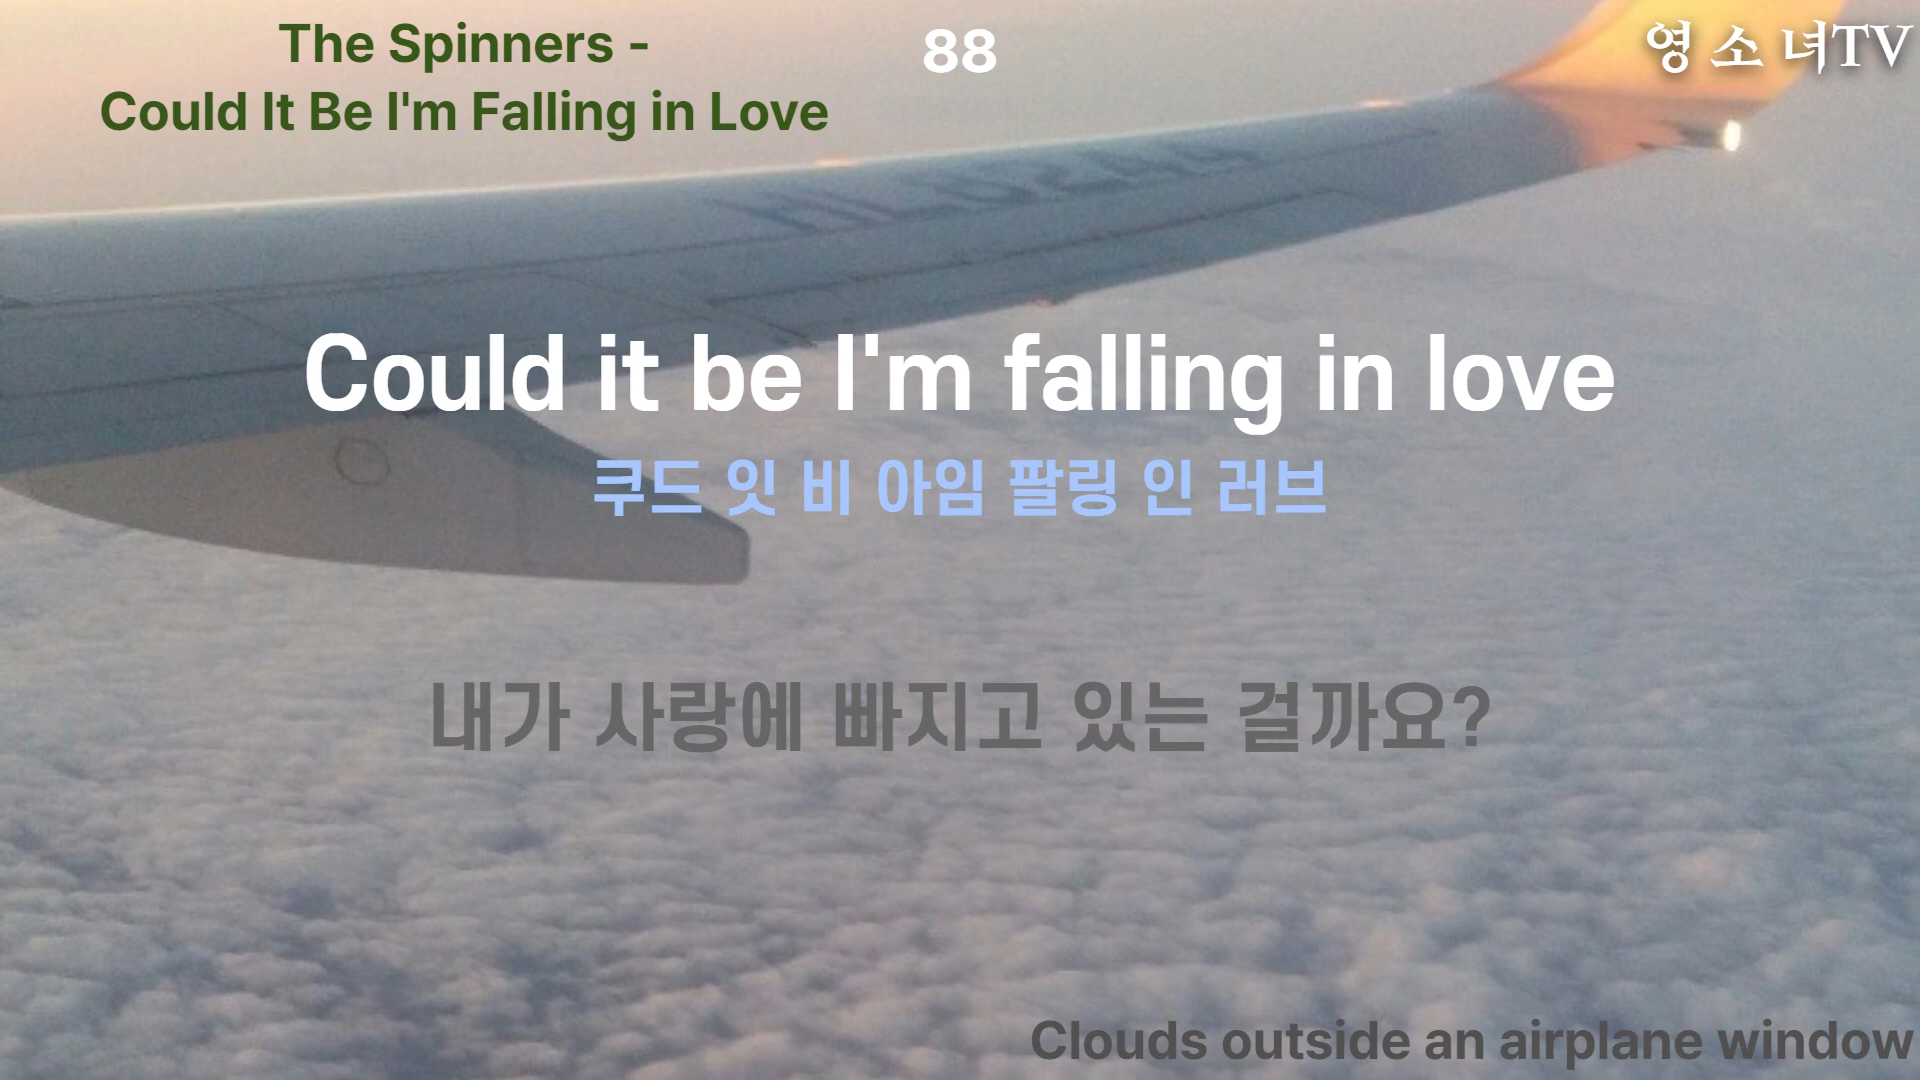 The Spinners -
Could It Be I'm Falling in Love
88
영 소 녀TV
Could it be I'm falling in love
쿠드 잇 비 아임 팔링 인 러브
내가 사랑에 빠지고 있는 걸까요?
Clouds outside an airplane window